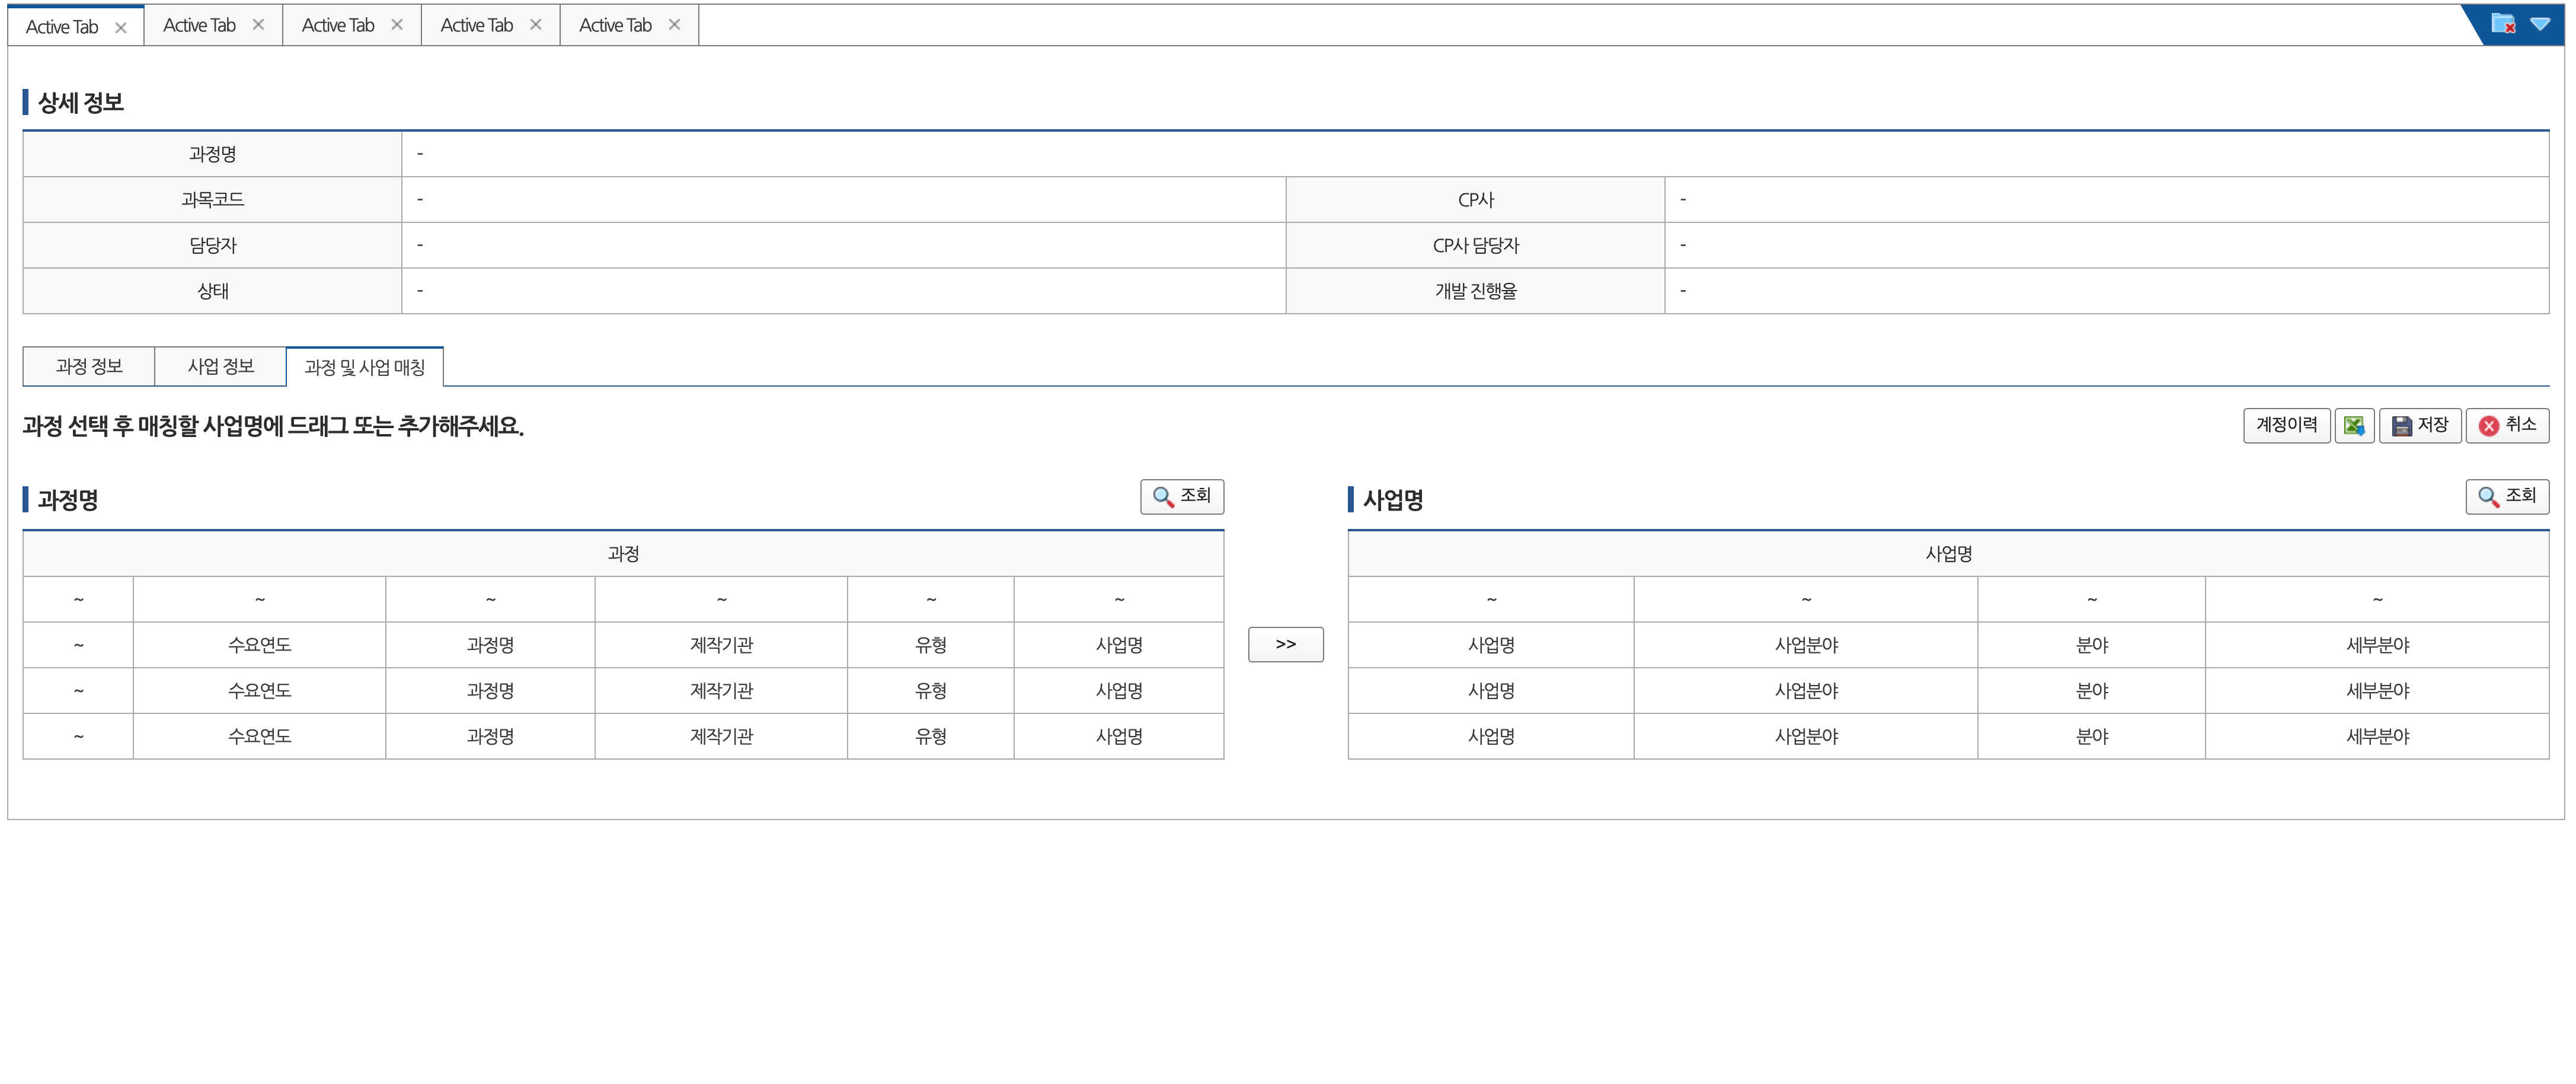 Active Tab Active Tab Active Tab Active Tab Active Tab
상세 정보
과정명 -
과목코드 - CP사 -
담당자 - CP사 담당자 -
상태 - 개발 진행율 -
과정 정보 사업 정보 과정 및 사업 매칭
과정 선택 후 매칭할 사업명에 드래그 또는 추가해주세요. 계정이력 저장 취소
과정명 조회 사업명 조회
과정 사업명
~ ~ ~ ~ ~ ~ ~ ~ ~ ~
~ 수요연도 과정명 제작기관 유형 사업명 >> 사업명 사업분야 분야 세부분야
~ 수요연도 과정명 제작기관 유형 사업명 사업명 사업분야 분야 세부분야
~ 수요연도 과정명 제작기관 유형 사업명 사업명 사업분야 분야 세부분야